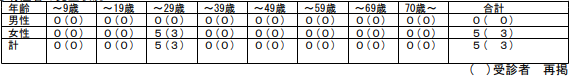 年齢 ～9歳 ～19歳 ～29歳 ～39歳 ～49歳 ～59歳 ～69歳 70歳～ 合計
男性 0(0) 0(0) 0(0) 0(0) 0(0) 0(0) 0(0) 0(0) 0( 0)
女性 0(0) 0(0) 5(3) 0(0) 0(0) 0(0) 0(0) 0(0) 5( 3)
計 0(0) 0(0) 5(3) 0(0) 0(0) 0(0) 0(0) 0(0) 5( 3)
( )受診者 再掲